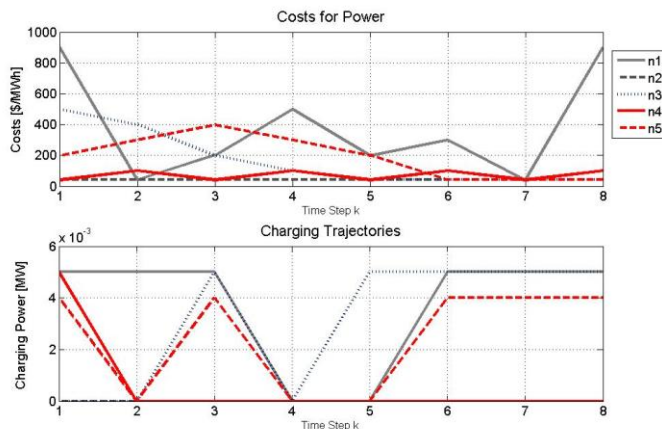 Costs for Power
1000
800
600
400
200
0
Costs [$/MWh]
1 2 3 4 5 6 7 8
Time Step k
n1
n2
n3
n4
n5
Charging Trajectories
6 x 10⁻³
4
2
0
Charging Power [MW]
1 2 3 4 5 6 7 8
Time Step k